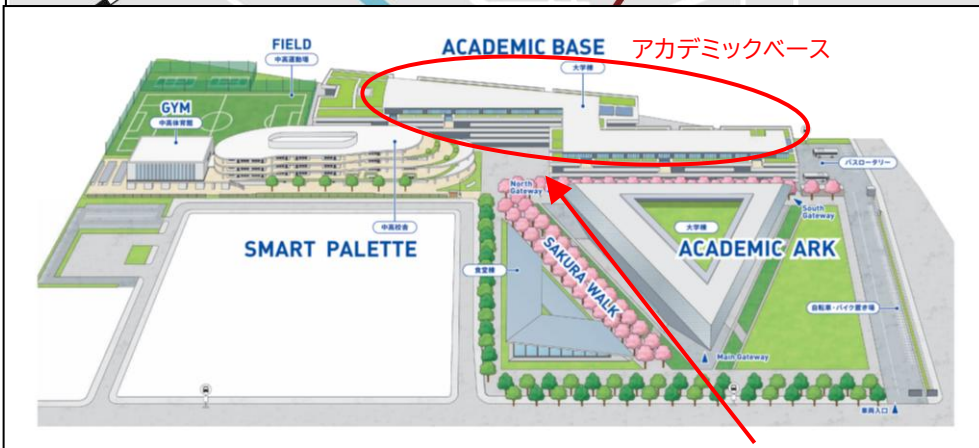 FIELD
中高運動場
ACADEMIC BASE
アカデミックベース
大学棟
GYM
中高体育館
バスロータリー
North
Gateway
South
Gateway
中高校舎
大学棟
SMART PALETTE
SAKURA WALK
ACADEMIC ARK
食堂棟
自転車・バイク置き場
Main Gateway
車両入口